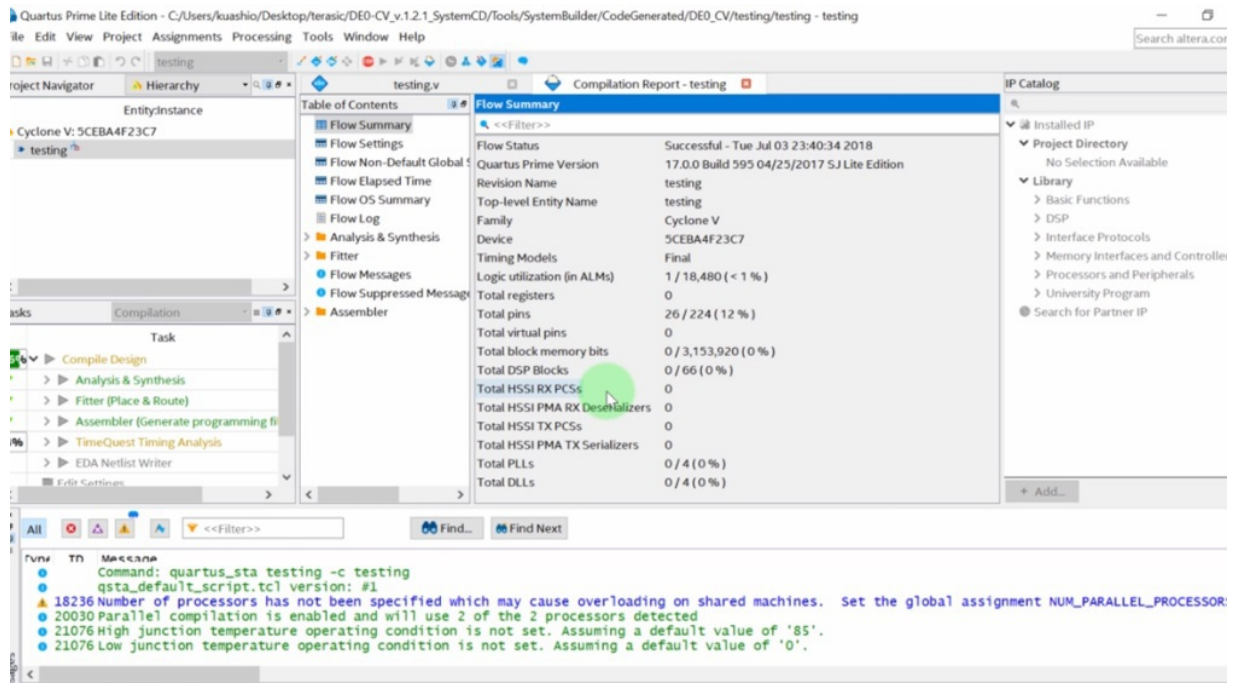 Quartus Prime Lite Edition - C:/Users/kuashio/Desktop/terasic/DE0-CV_v.1.2.1_SystemCD/Tools/SystemBuilder/CodeGenerated/DE0_CV/testing/testing - testing
ile Edit View Project Assignments Processing Tools Window Help
Search altera.cor
testing
roject Navigator Hierarchy
testing.v
Compilation Report - testing
IP Catalog
Entity:Instance
Cyclone V: 5CEBA4F23C7
testing
Table of Contents
Flow Summary
Flow Settings
Flow Non-Default Global S
Flow Elapsed Time
Flow OS Summary
Flow Log
Analysis & Synthesis
Fitter
Flow Messages
Flow Suppressed Message
Assembler
Flow Summary
<<Filter>>
Flow Status Successful - Tue Jul 03 23:40:34 2018
Quartus Prime Version 17.0.0 Build 595 04/25/2017 SJ Lite Edition
Revision Name testing
Top-level Entity Name testing
Family Cyclone V
Device 5CEBA4F23C7
Timing Models Final
Logic utilization (in ALMs) 1 / 18,480 ( < 1 % )
Total registers 0
Total pins 26 / 224 ( 12 % )
Total virtual pins 0
Total block memory bits 0 / 3,153,920 ( 0 % )
Total DSP Blocks 0 / 66 ( 0 % )
Total HSSI RX PCSs 0
Total HSSI PMA RX Deserializers 0
Total HSSI TX PCSs 0
Total HSSI PMA TX Serializers 0
Total PLLs 0 / 4 ( 0 % )
Total DLLs 0 / 4 ( 0 % )
Installed IP
Project Directory
No Selection Available
Library
Basic Functions
DSP
Interface Protocols
Memory Interfaces and Controlle
Processors and Peripherals
University Program
Search for Partner IP
+ Add...
asks Compilation
Task
Compile Design
Analysis & Synthesis
Fitter (Place & Route)
Assembler (Generate programming fil
% TimeQuest Timing Analysis
EDA Netlist Writer
Edit Settings
All <<Filter>> Find... Find Next
Type ID Message
Command: quartus_sta testing -c testing
qsta_default_script.tcl version: #1
18236 Number of processors has not been specified which may cause overloading on shared machines. Set the global assignment NUM_PARALLEL_PROCESSOR
20030 Parallel compilation is enabled and will use 2 of the 2 processors detected
21076 High junction temperature operating condition is not set. Assuming a default value of '85'.
21076 Low junction temperature operating condition is not set. Assuming a default value of '0'.